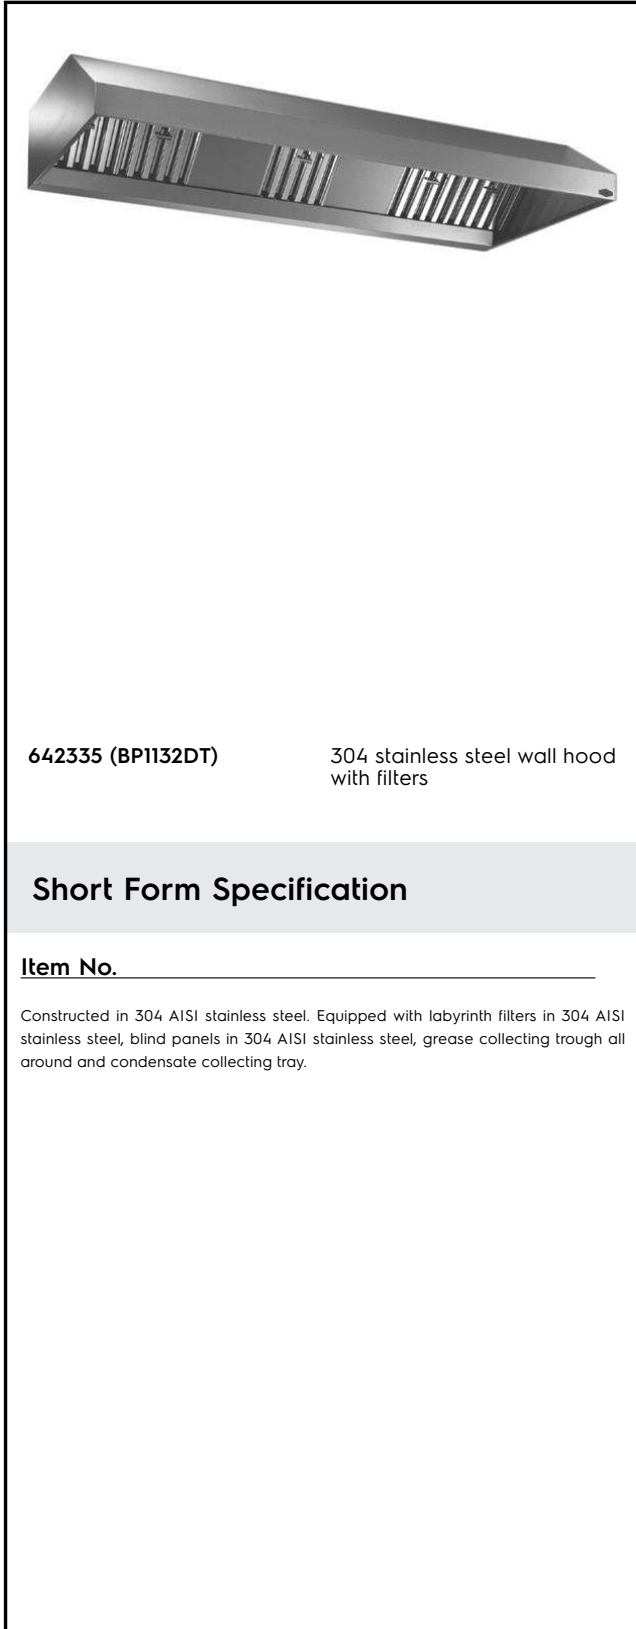 642335 (BP1132DT)
304 stainless steel wall hood
with filters
Short Form Specification
Item No.
Constructed in 304 AISI stainless steel. Equipped with labyrinth filters in 304 AISI
stainless steel, blind panels in 304 AISI stainless steel, grease collecting trough all
around and condensate collecting tray.